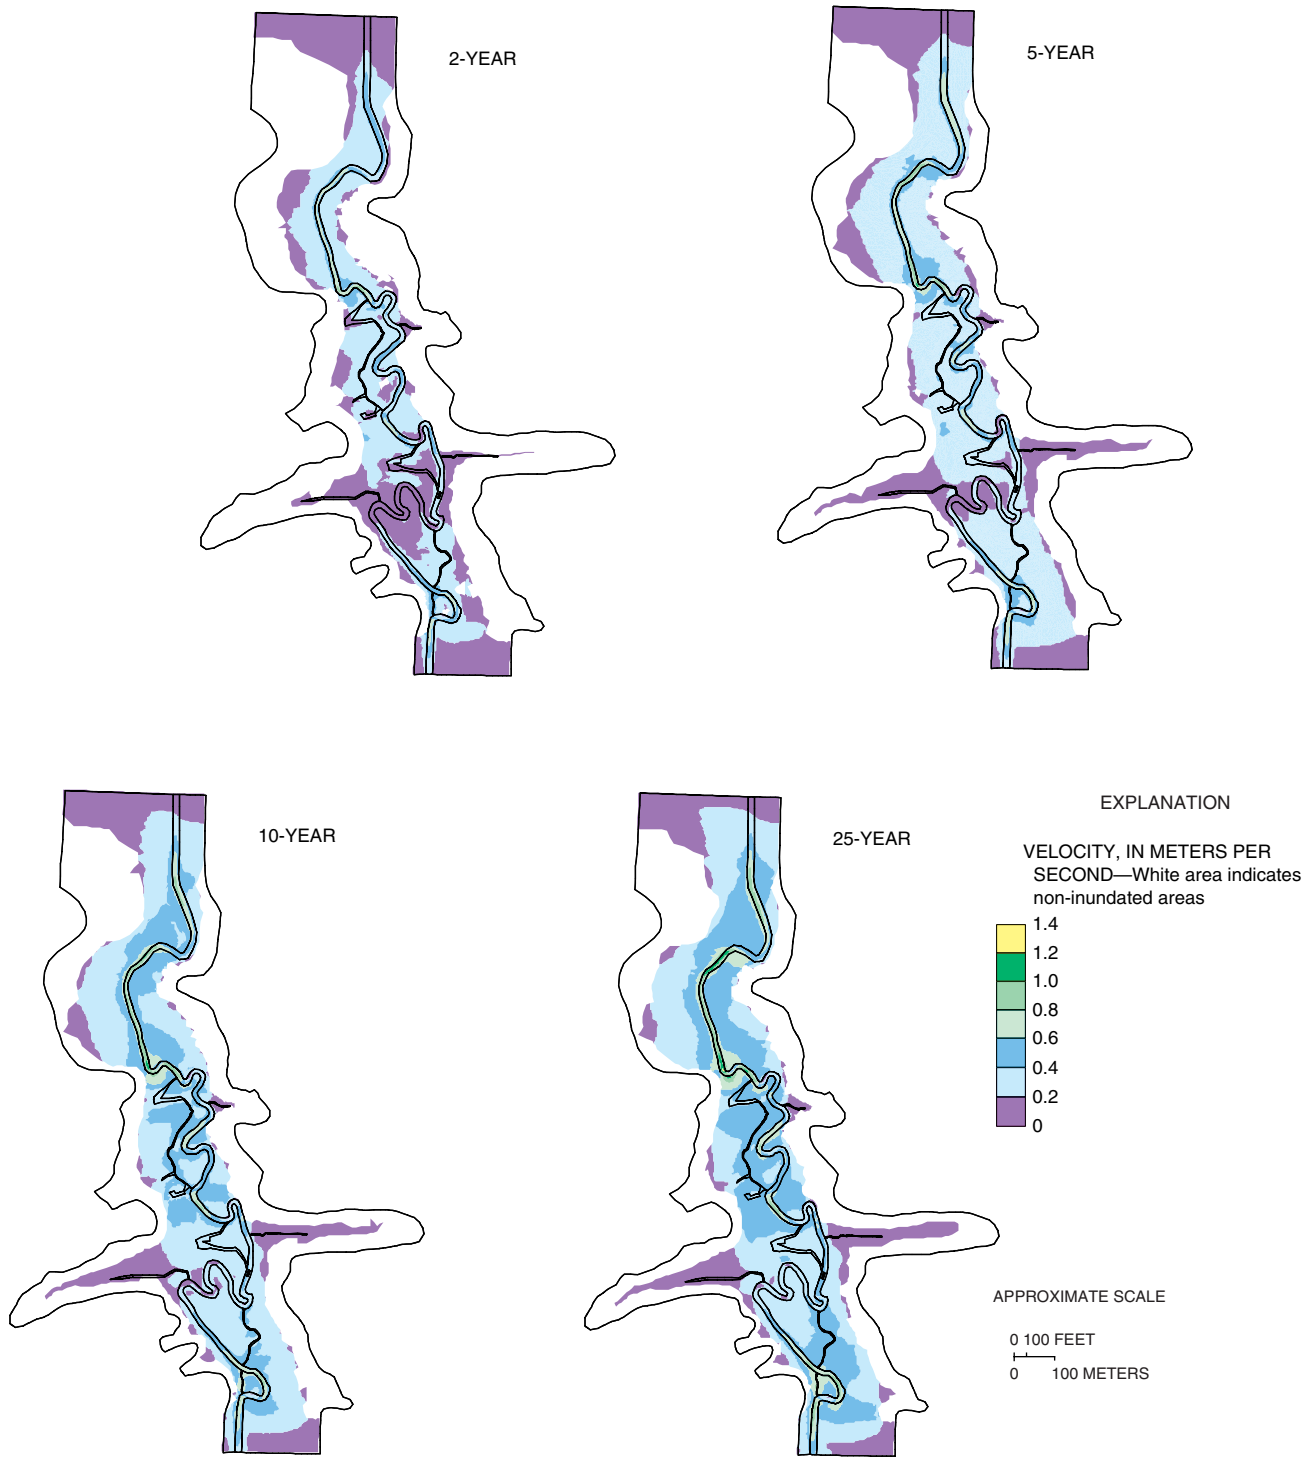 2-YEAR
5-YEAR
10-YEAR
25-YEAR
EXPLANATION
VELOCITY, IN METERS PER
SECOND—White area indicates
non-inundated areas
1.4
1.2
1.0
0.8
0.6
0.4
0.2
0
APPROXIMATE SCALE
0 100 FEET
0 100 METERS